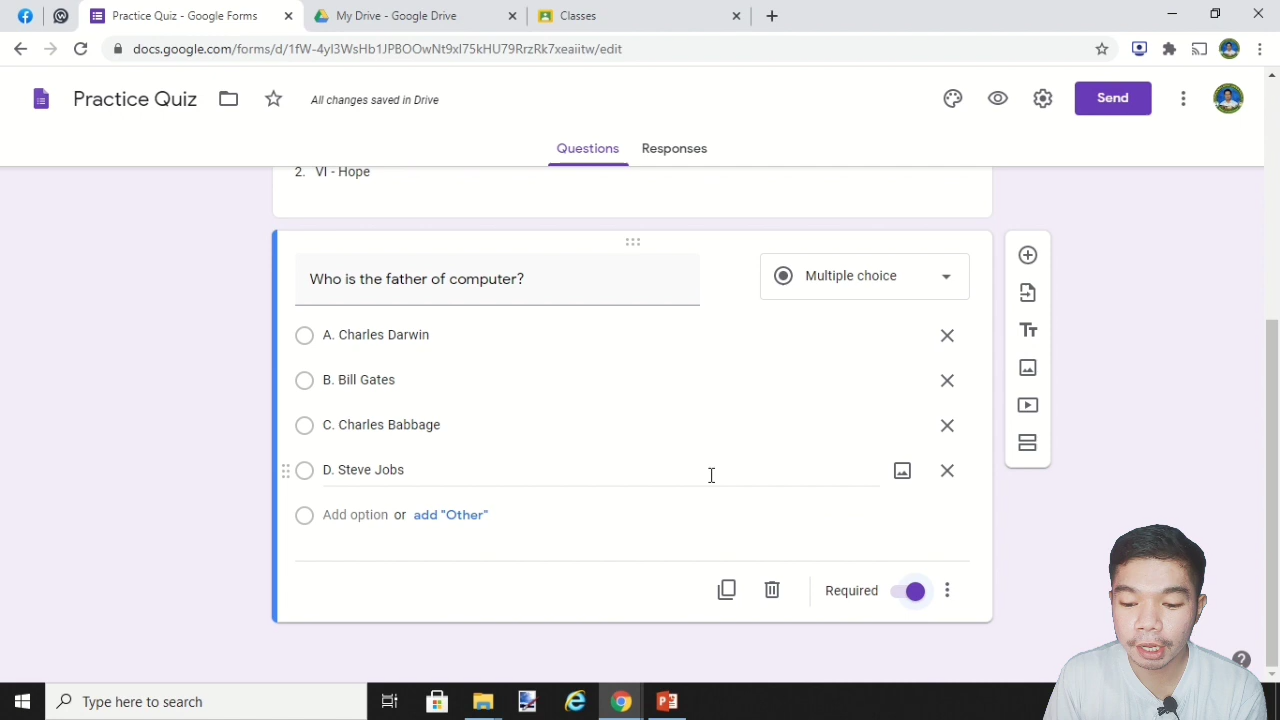 Practice Quiz - Google Forms
My Drive - Google Drive
Classes
docs.google.com/forms/d/1fW-4yl3WsHb1JPBOOwNt9xl75kHU79RrzRk7xeaiitw/edit
Practice Quiz
All changes saved in Drive
Send
Questions
Responses
2. VI - Hope
Who is the father of computer?
Multiple choice
A. Charles Darwin
B. Bill Gates
C. Charles Babbage
D. Steve Jobs
Add option or add "Other"
Required
Type here to search